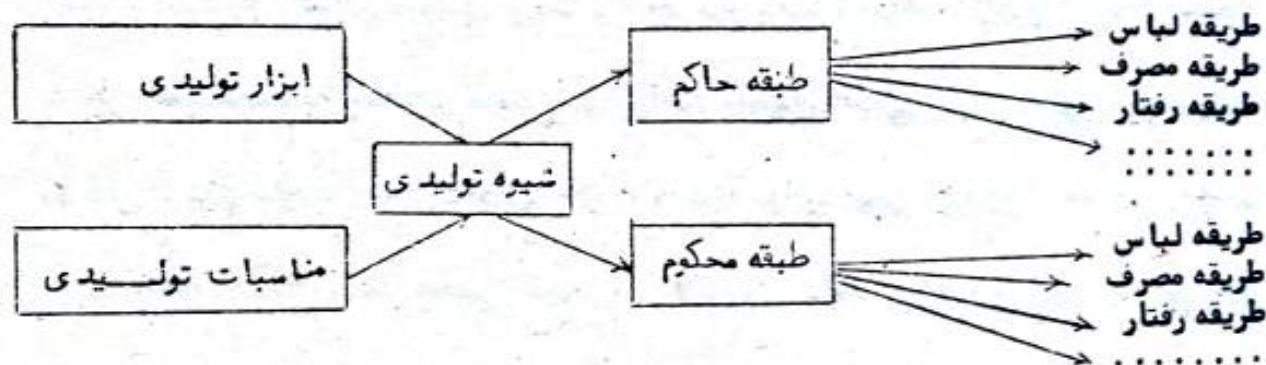 ابزار تولیدی
مناسبات تولیدی
شیوه تولیدی
طبقه حاکم
طریقه لباس
طریقه مصرف
طریقه رفتار
.......
.......
طبقه محکوم
طریقه لباس
طریقه مصرف
طریقه رفتار
........